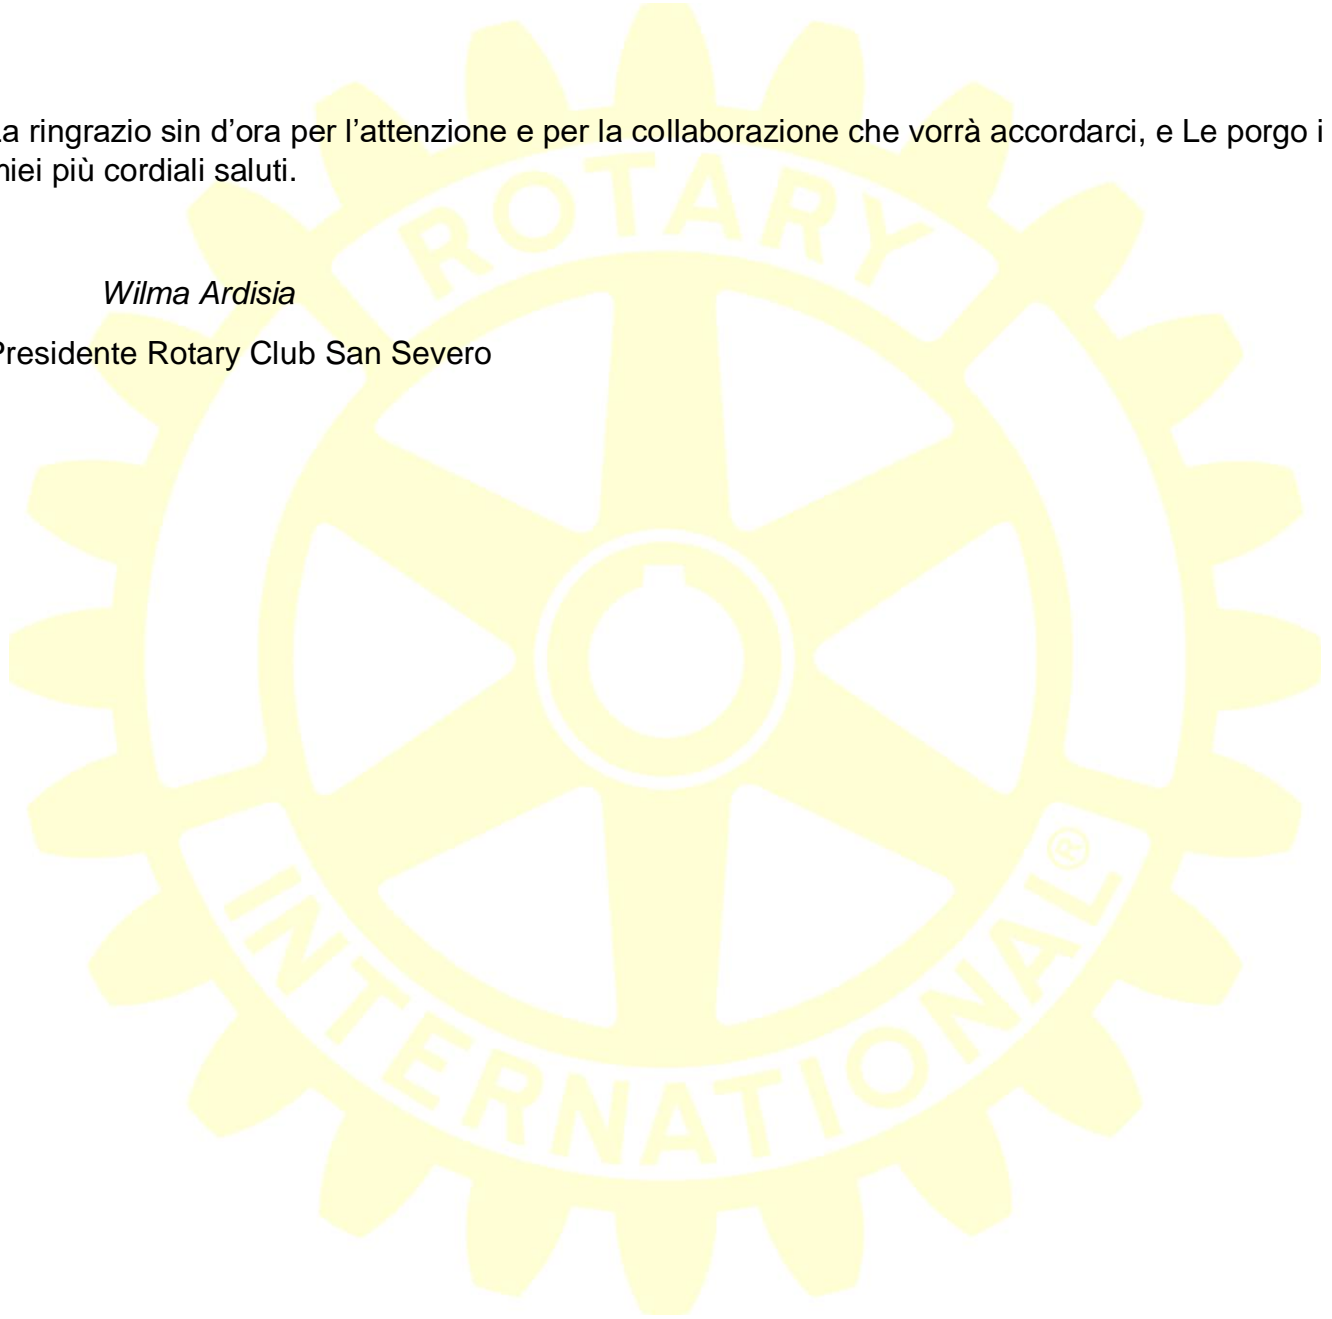 a ringrazio sin d’ora per l’attenzione e per la collaborazione che vorrà accordarci, e Le porgo i
miei più cordiali saluti.
ROTARY
Wilma Ardisia
Presidente Rotary Club San Severo
INTERNATIONAL®